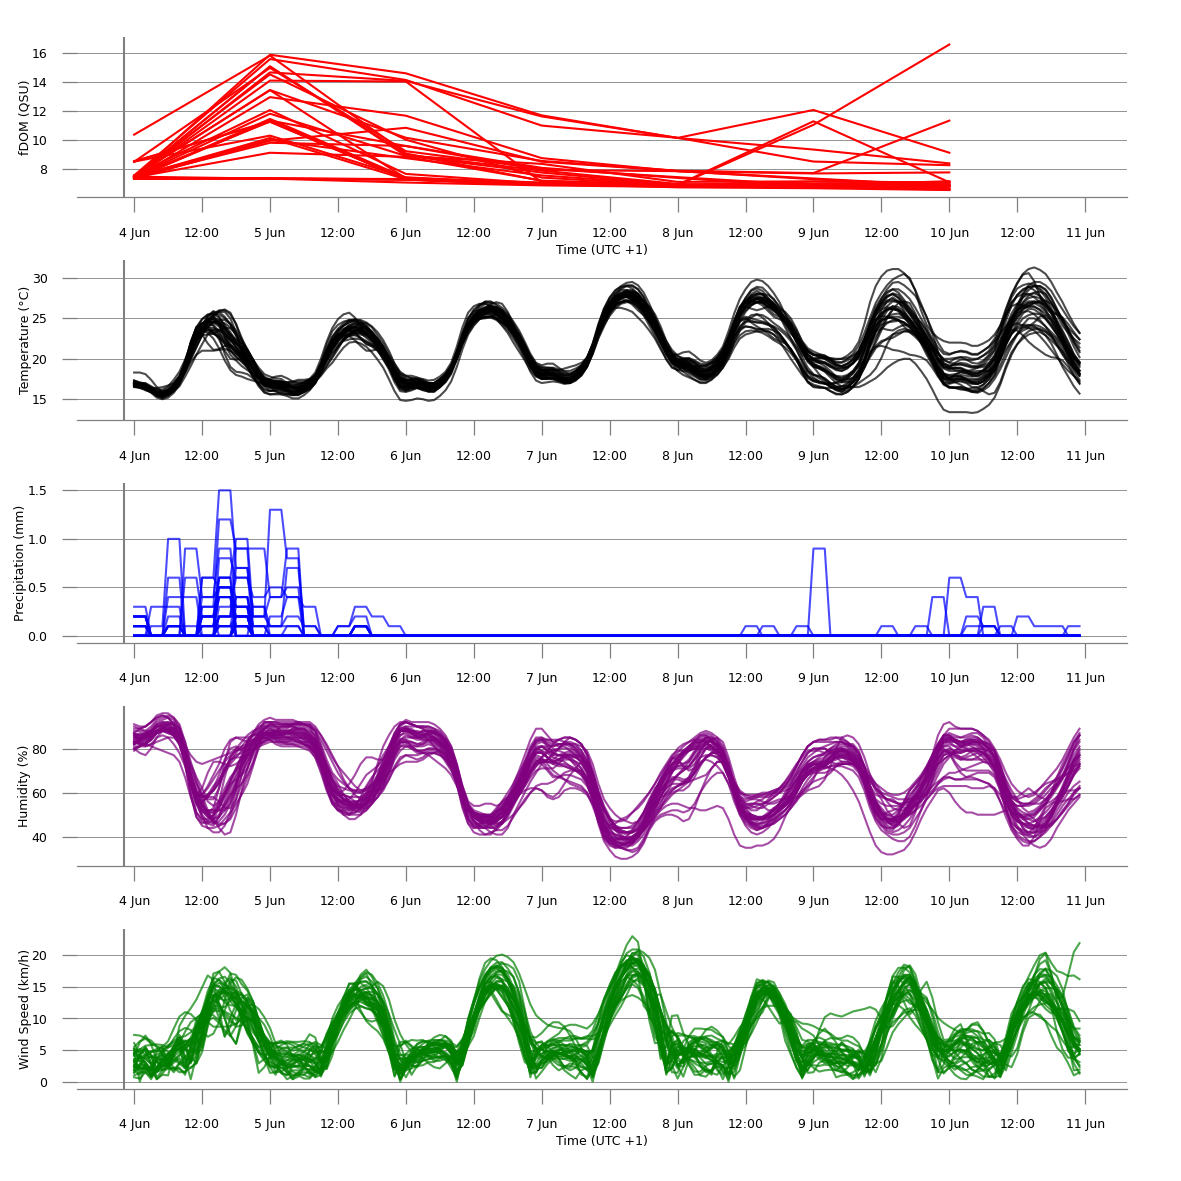 fDOM (QSU)
16
14
12
10
8
4 Jun 12:00 5 Jun 12:00 6 Jun 12:00 7 Jun 12:00 8 Jun 12:00 9 Jun 12:00 10 Jun 12:00 11 Jun
Time (UTC +1)
Temperature (°C)
30
25
20
15
4 Jun 12:00 5 Jun 12:00 6 Jun 12:00 7 Jun 12:00 8 Jun 12:00 9 Jun 12:00 10 Jun 12:00 11 Jun
Precipitation (mm)
1.5
1.0
0.5
0.0
4 Jun 12:00 5 Jun 12:00 6 Jun 12:00 7 Jun 12:00 8 Jun 12:00 9 Jun 12:00 10 Jun 12:00 11 Jun
Humidity (%)
80
60
40
4 Jun 12:00 5 Jun 12:00 6 Jun 12:00 7 Jun 12:00 8 Jun 12:00 9 Jun 12:00 10 Jun 12:00 11 Jun
Wind Speed (km/h)
20
15
10
5
0
4 Jun 12:00 5 Jun 12:00 6 Jun 12:00 7 Jun 12:00 8 Jun 12:00 9 Jun 12:00 10 Jun 12:00 11 Jun
Time (UTC +1)